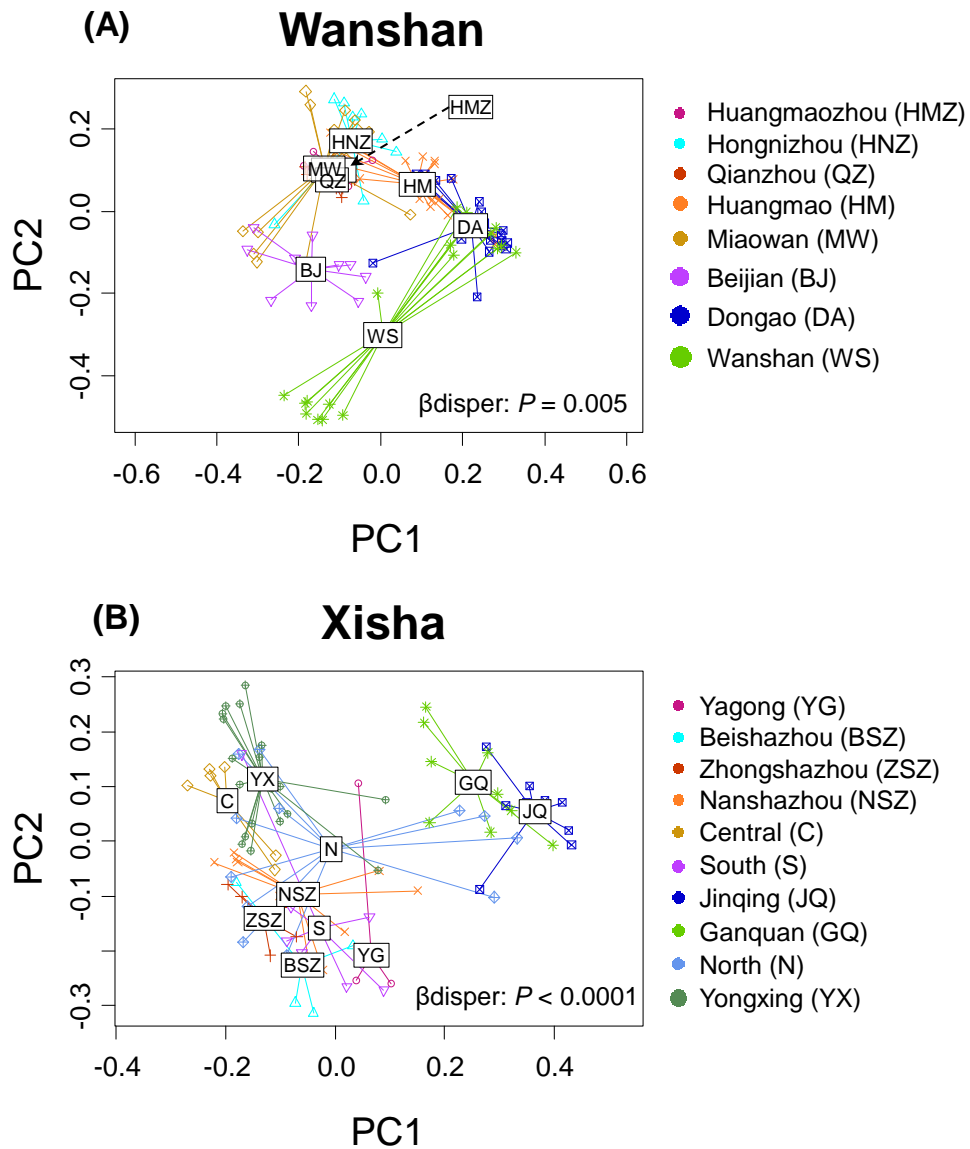 (A) Wanshan
PC2
0.2
0.0
-0.2
-0.4
HMZ
HNZ
MW
QZ
HM
DA
BJ
WS
βdisper: P = 0.005
-0.6 -0.4 -0.2 0.0 0.2 0.4 0.6
PC1
Huangmaozhou (HMZ)
Hongnizhou (HNZ)
Qianzhou (QZ)
Huangmao (HM)
Miaowan (MW)
Beijian (BJ)
Dongao (DA)
Wanshan (WS)
(B) Xisha
PC2
0.3
0.2
0.1
0.0
-0.1
-0.3
YX
GQ
C
JQ
N
NSZ
ZSZ
S
BSZ
YG
βdisper: P < 0.0001
-0.4 -0.2 0.0 0.2 0.4
PC1
Yagong (YG)
Beishazhou (BSZ)
Zhongshazhou (ZSZ)
Nanshazhou (NSZ)
Central (C)
South (S)
Jinqing (JQ)
Ganquan (GQ)
North (N)
Yongxing (YX)